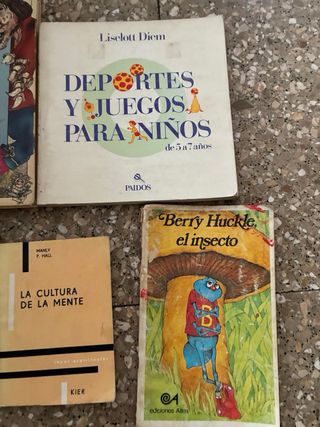 Liselott Diem
DEPORTES
Y JUEGOS
PARA NIÑOS
de 5 a 7 años
PAIDOS
MANLY
P. HALL
LA CULTURA
DE LA MENTE
KIER
Berry Huckle,
el insecto
B
ediciones Altea